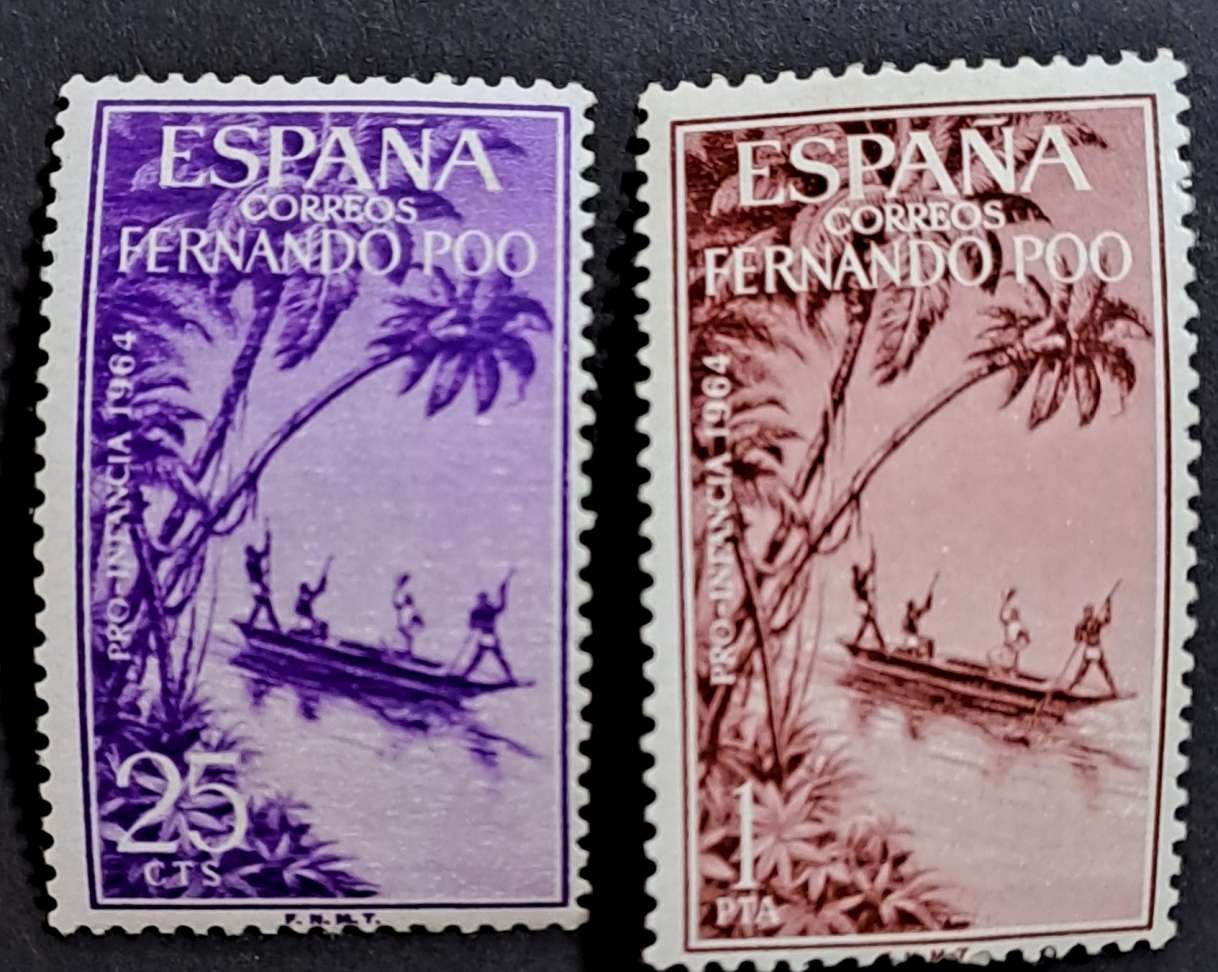 ESPAÑA
CORREOS
FERNANDO POO
PRO-INFANCIA 1964
25
CTS
F.N.M.T.
ESPAÑA
CORREOS
FERNANDO POO
PRO-INFANCIA 1964
1
PTA
M.T.